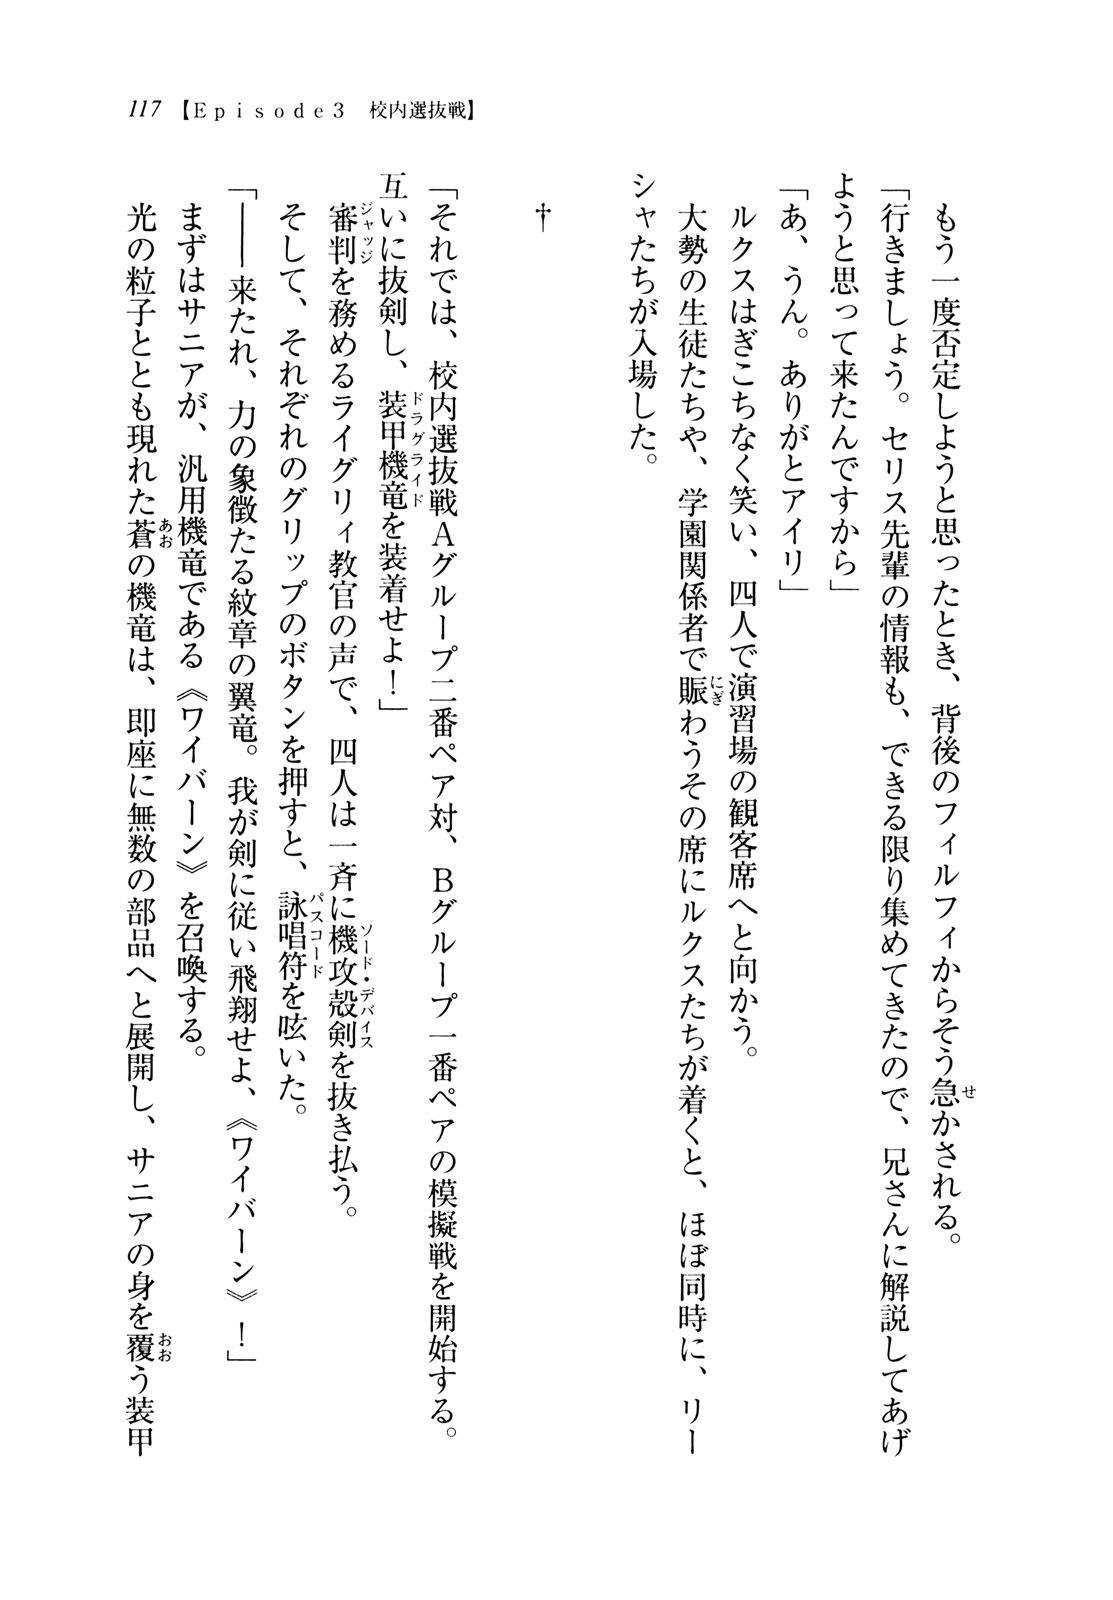 117 【Ｅｐｉｓｏｄｅ３　校内選抜戦】
　もう一度否定しようと思ったとき、背後のフィルフィからそう急かされる。
「行きましょう。セリス先輩の情報も、できる限り集めてきたので、兄さんに解説してあげ
ようと思って来たんですから」
「あ、うん。ありがとアイリ」
　ルクスはぎこちなく笑い、四人で演習場の観客席へと向かう。
　大勢の生徒たちや、学園関係者で賑わうその席にルクスたちが着くと、ほぼ同時に、リー
シャたちが入場した。
†
「それでは、校内選抜戦Ａグループ二番ペア対、Ｂグループ一番ペアの模擬戦を開始する。
互いに抜剣し、装甲機竜を装着せよ！」
　審判を務めるライグリィ教官の声で、四人は一斉に機攻殻剣を抜き払う。
　そして、それぞれのグリップのボタンを押すと、詠唱符を呟いた。
「――来たれ、力の象徴たる紋章の翼竜。我が剣に従い飛翔せよ、《ワイバーン》！」
　まずはサニアが、汎用機竜である《ワイバーン》を召喚する。
　光の粒子ととも現れた蒼の機竜は、即座に無数の部品へと展開し、サニアの身を覆う装甲